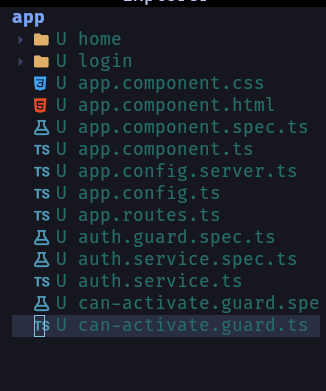 app
U home
U login
U app.component.css
U app.component.html
U app.component.spec.ts
TS U app.component.ts
TS U app.config.server.ts
TS U app.config.ts
TS U app.routes.ts
U auth.guard.spec.ts
U auth.service.spec.ts
TS U auth.service.ts
U can-activate.guard.spe
TS U can-activate.guard.ts